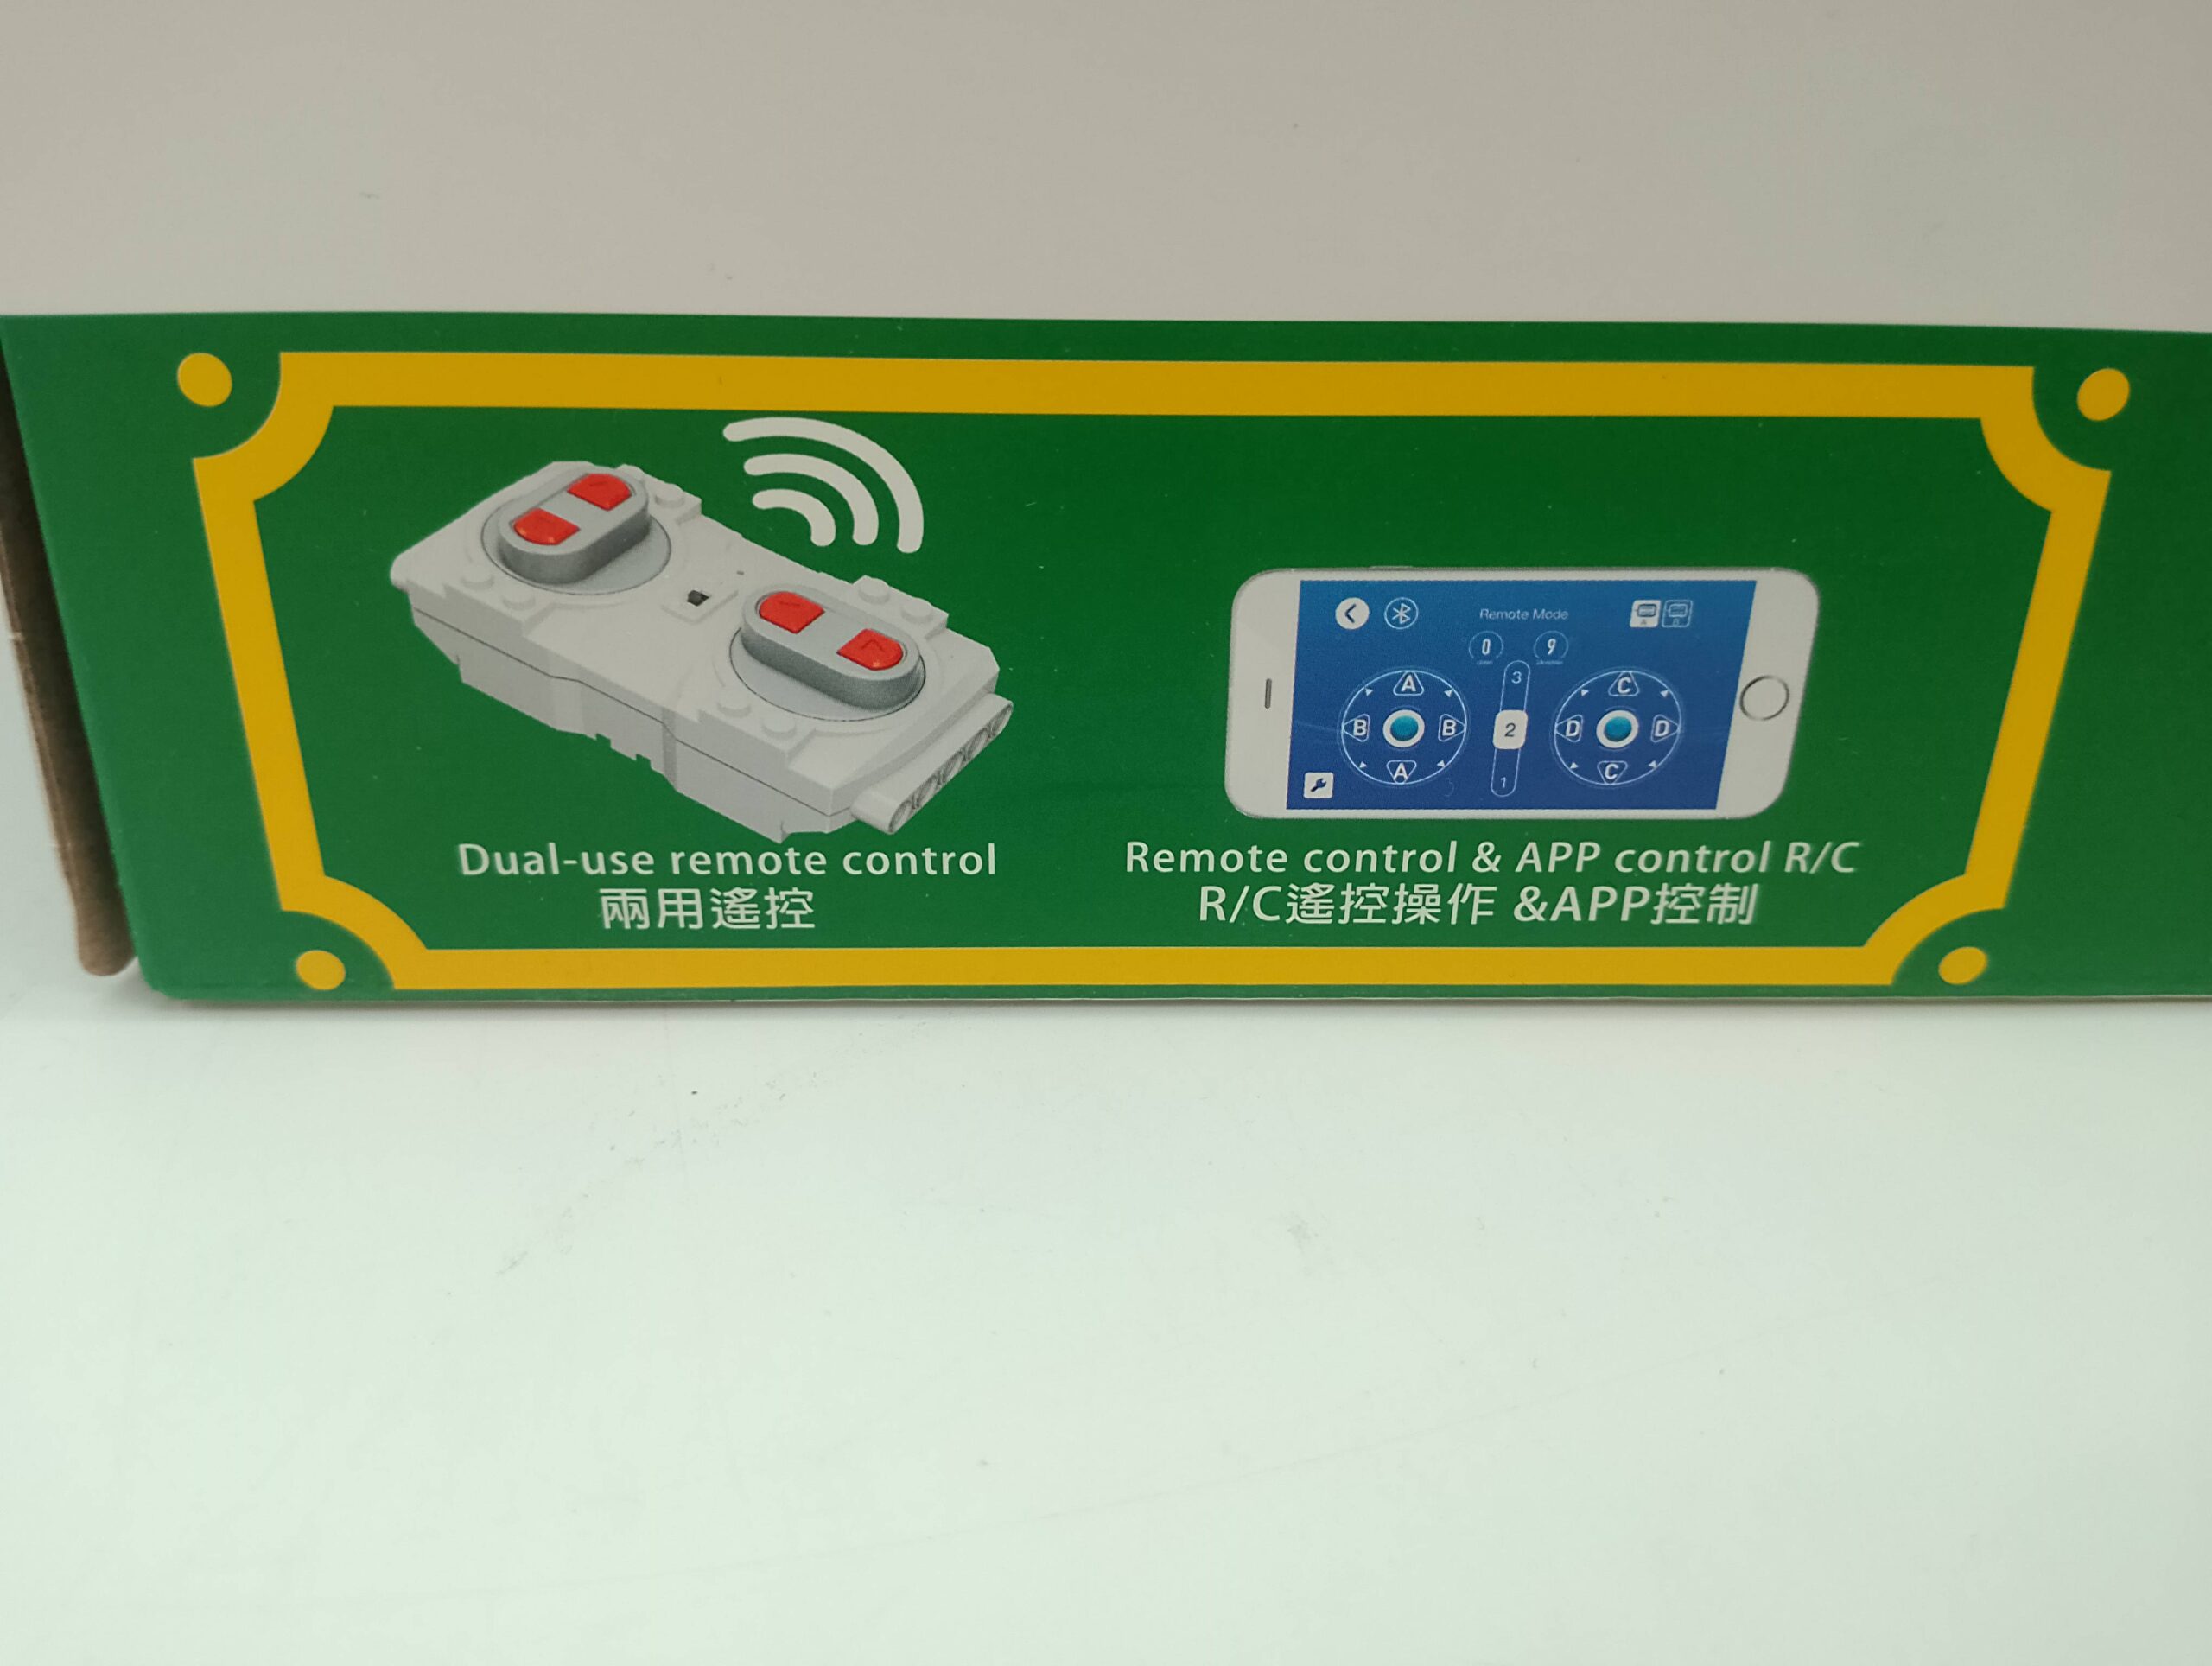 Remote Mode
A
0
9
3
A
C
B
B
2
D
D
A
C
1
Dual-use remote control
兩用遙控
Remote control & APP control R/C
R/C遙控操作 &APP控制